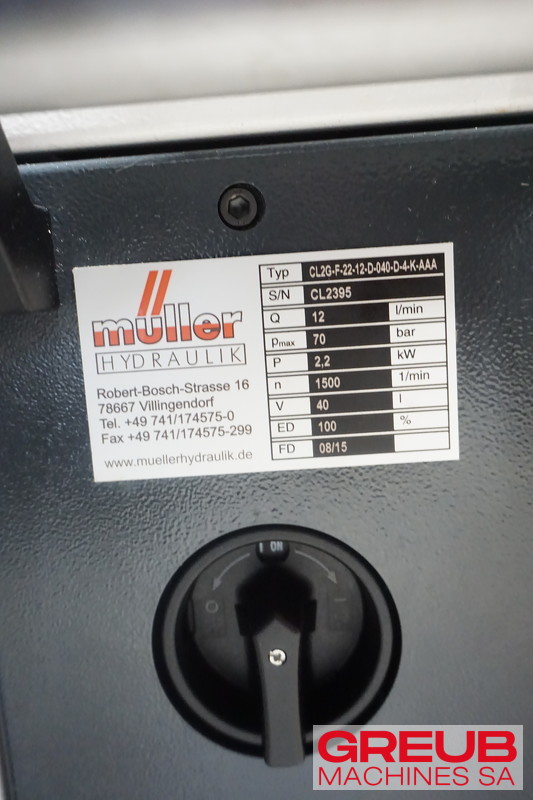 müller
HYDRAULIK
Robert-Bosch-Strasse 16
78667 Villingendorf
Tel. +49 741/174575-0
Fax +49 741/174575-299
www.muellerhydraulik.de
Typ CL2G-F-22-12-D-040-D-4-K-AAA
S/N CL2395
Q 12 l/min
pmax 70 bar
P 2,2 kW
n 1500 1/min
V 40 l
ED 100 %
FD 08/15
I ON
O I
GREUB
MACHINES SA